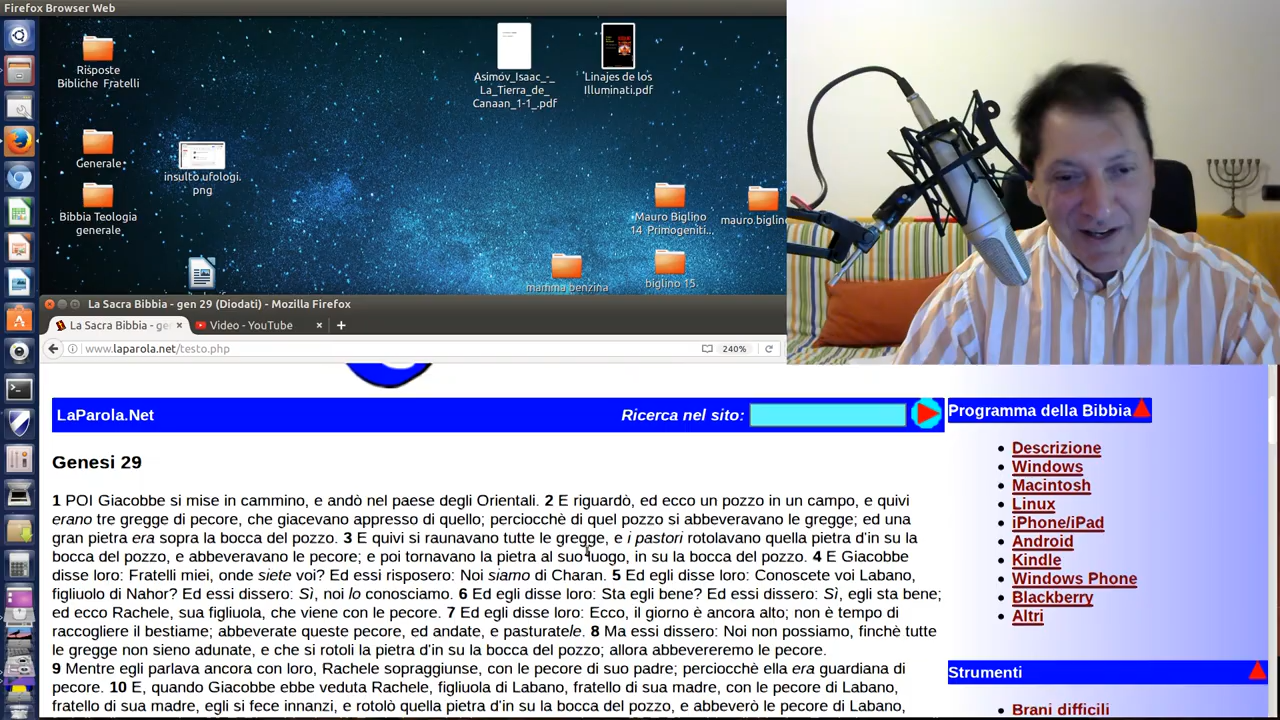 Firefox Browser Web
Risposte
Bibliche Fratelli
Generale
Bibbia Teologia
generale
insulto.ufologi.
png
Asimov_Isaac_-_
La_Tierra_de_
Canaan_1-1_.pdf
Linajes de los
Illuminati.pdf
Mauro Biglino
14 Primogeniti...
mauro.biglino
mamma benzina
biglino 15.
La Sacra Bibbia - gen 29 (Diodati) - Mozilla Firefox
La Sacra Bibbia - ge
Video - YouTube
www.laparola.net/testo.php
240%
LaParola.Net
Ricerca nel sito:
Genesi 29
1 POI Giacobbe si mise in cammino, e andò nel paese degli Orientali. 2 E riguardò, ed ecco un pozzo in un campo, e quivi
erano tre gregge di pecore, che giacevano appresso di quello; perciocchè di quel pozzo si abbeveravano le gregge; ed una
gran pietra era sopra la bocca del pozzo. 3 E quivi si raunavano tutte le gregge, e i pastori rotolavano quella pietra d'in su la
bocca del pozzo, e abbeveravano le pecore; e poi tornavano la pietra al suo luogo, in su la bocca del pozzo. 4 E Giacobbe
disse loro: Fratelli miei, onde siete voi? Ed essi risposero: Noi siamo di Charan. 5 Ed egli disse loro: Conoscete voi Labano,
figliuolo di Nahor? Ed essi dissero: Sì, noi lo conosciamo. 6 Ed egli disse loro: Sta egli bene? Ed essi dissero: Sì, egli sta bene;
ed ecco Rachele, sua figliuola, che viene con le pecore. 7 Ed egli disse loro: Ecco, il giorno è ancora alto; non è tempo di
raccogliere il bestiame; abbeverate queste pecore, ed andate, e pasturatele. 8 Ma essi dissero: Noi non possiamo, finchè tutte
le gregge non sieno adunate, e che si rotoli la pietra d'in su la bocca del pozzo; allora abbevereremo le pecore.
9 Mentre egli parlava ancora con loro, Rachele sopraggiunse, con le pecore di suo padre; perciocchè ella era guardiana di
pecore. 10 E, quando Giacobbe ebbe veduta Rachele, figliuola di Labano, fratello di sua madre, con le pecore di Labano,
fratello di sua madre, egli si fece innanzi, e rotolò quella pietra d'in su la bocca del pozzo, e abbeverò le pecore di Labano,
Programma della Bibbia
Descrizione
Windows
Macintosh
Linux
iPhone/iPad
Android
Kindle
Windows Phone
Blackberry
Altri
Strumenti
Brani difficili